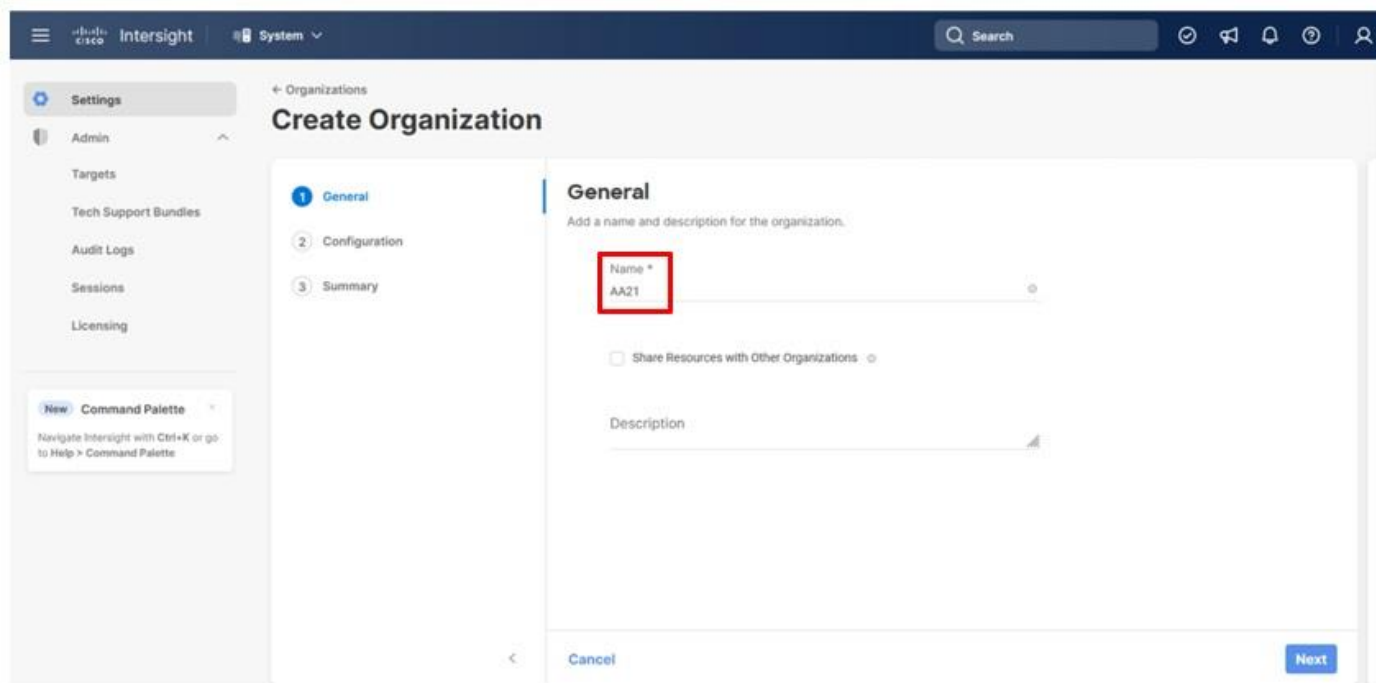 cisco Intersight System Search
Settings
Admin
Targets
Tech Support Bundles
Audit Logs
Sessions
Licensing
New Command Palette
Navigate Intersight with Ctrl+K or go
to Help > Command Palette
← Organizations
Create Organization
1 General
2 Configuration
3 Summary
General
Add a name and description for the organization.
Name *
AA21
Share Resources with Other Organizations
Description
Cancel Next